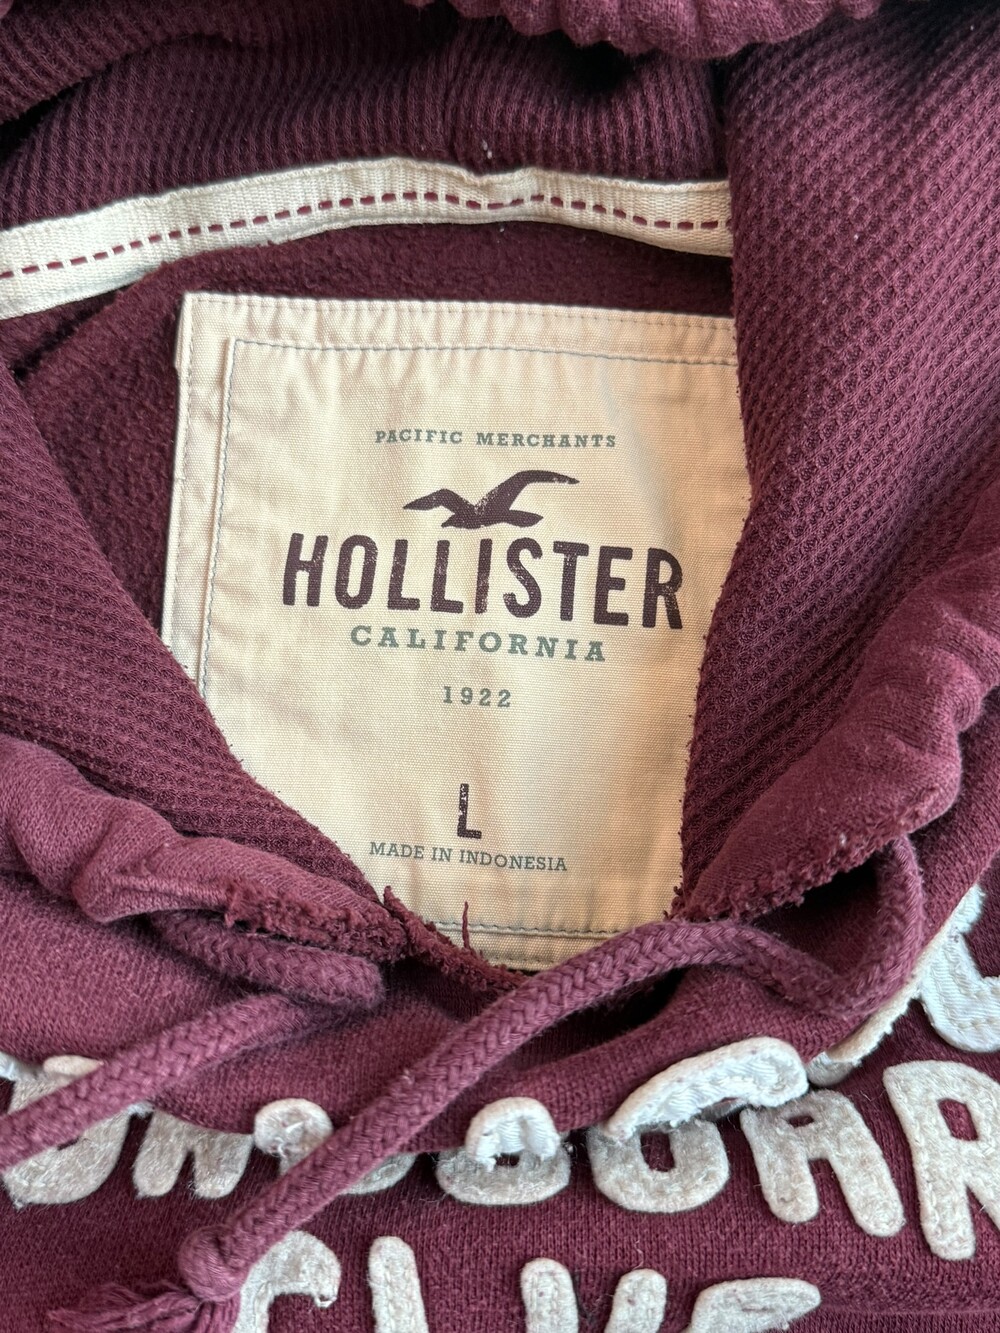 PACIFIC MERCHANTS
HOLLISTER
CALIFORNIA
1922
L
MADE IN INDONESIA